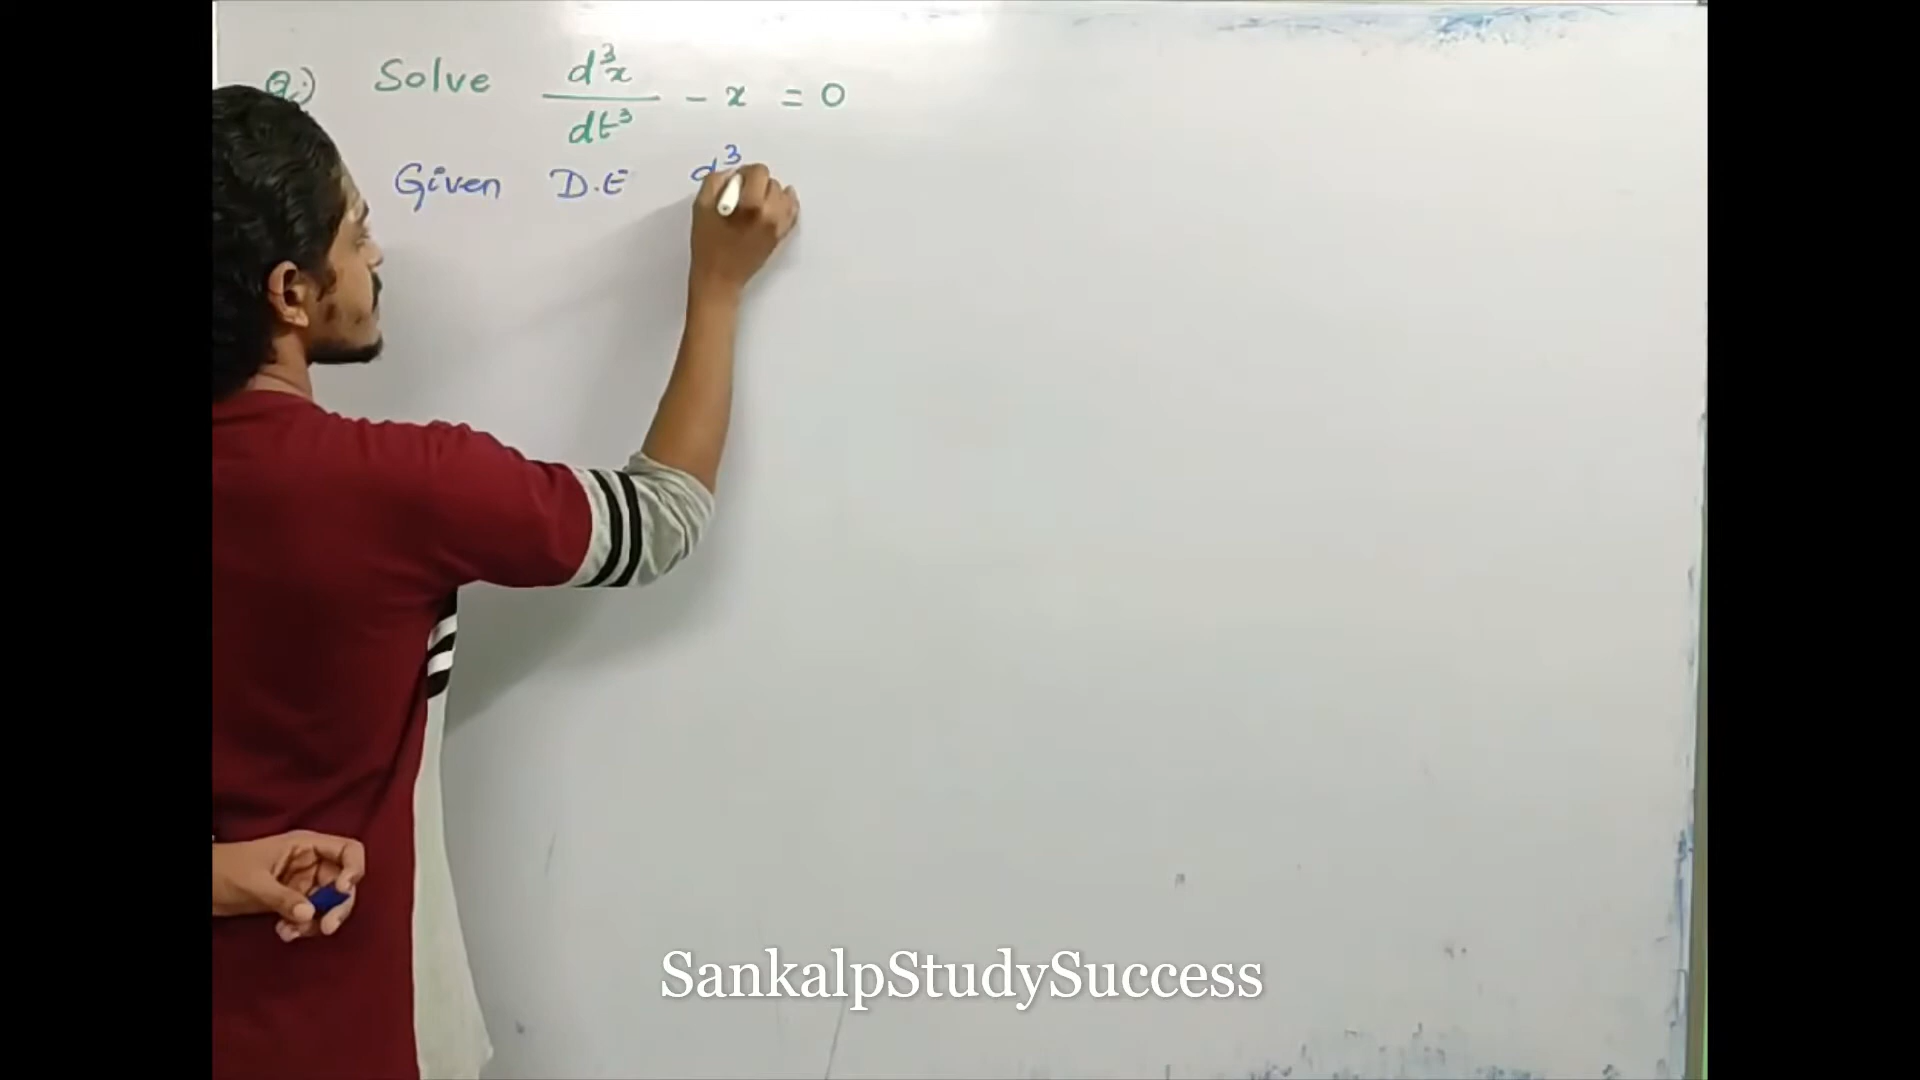 Q.) Solve d³x/dt³ - x = 0
Given D.E d³
SankalpStudySuccess